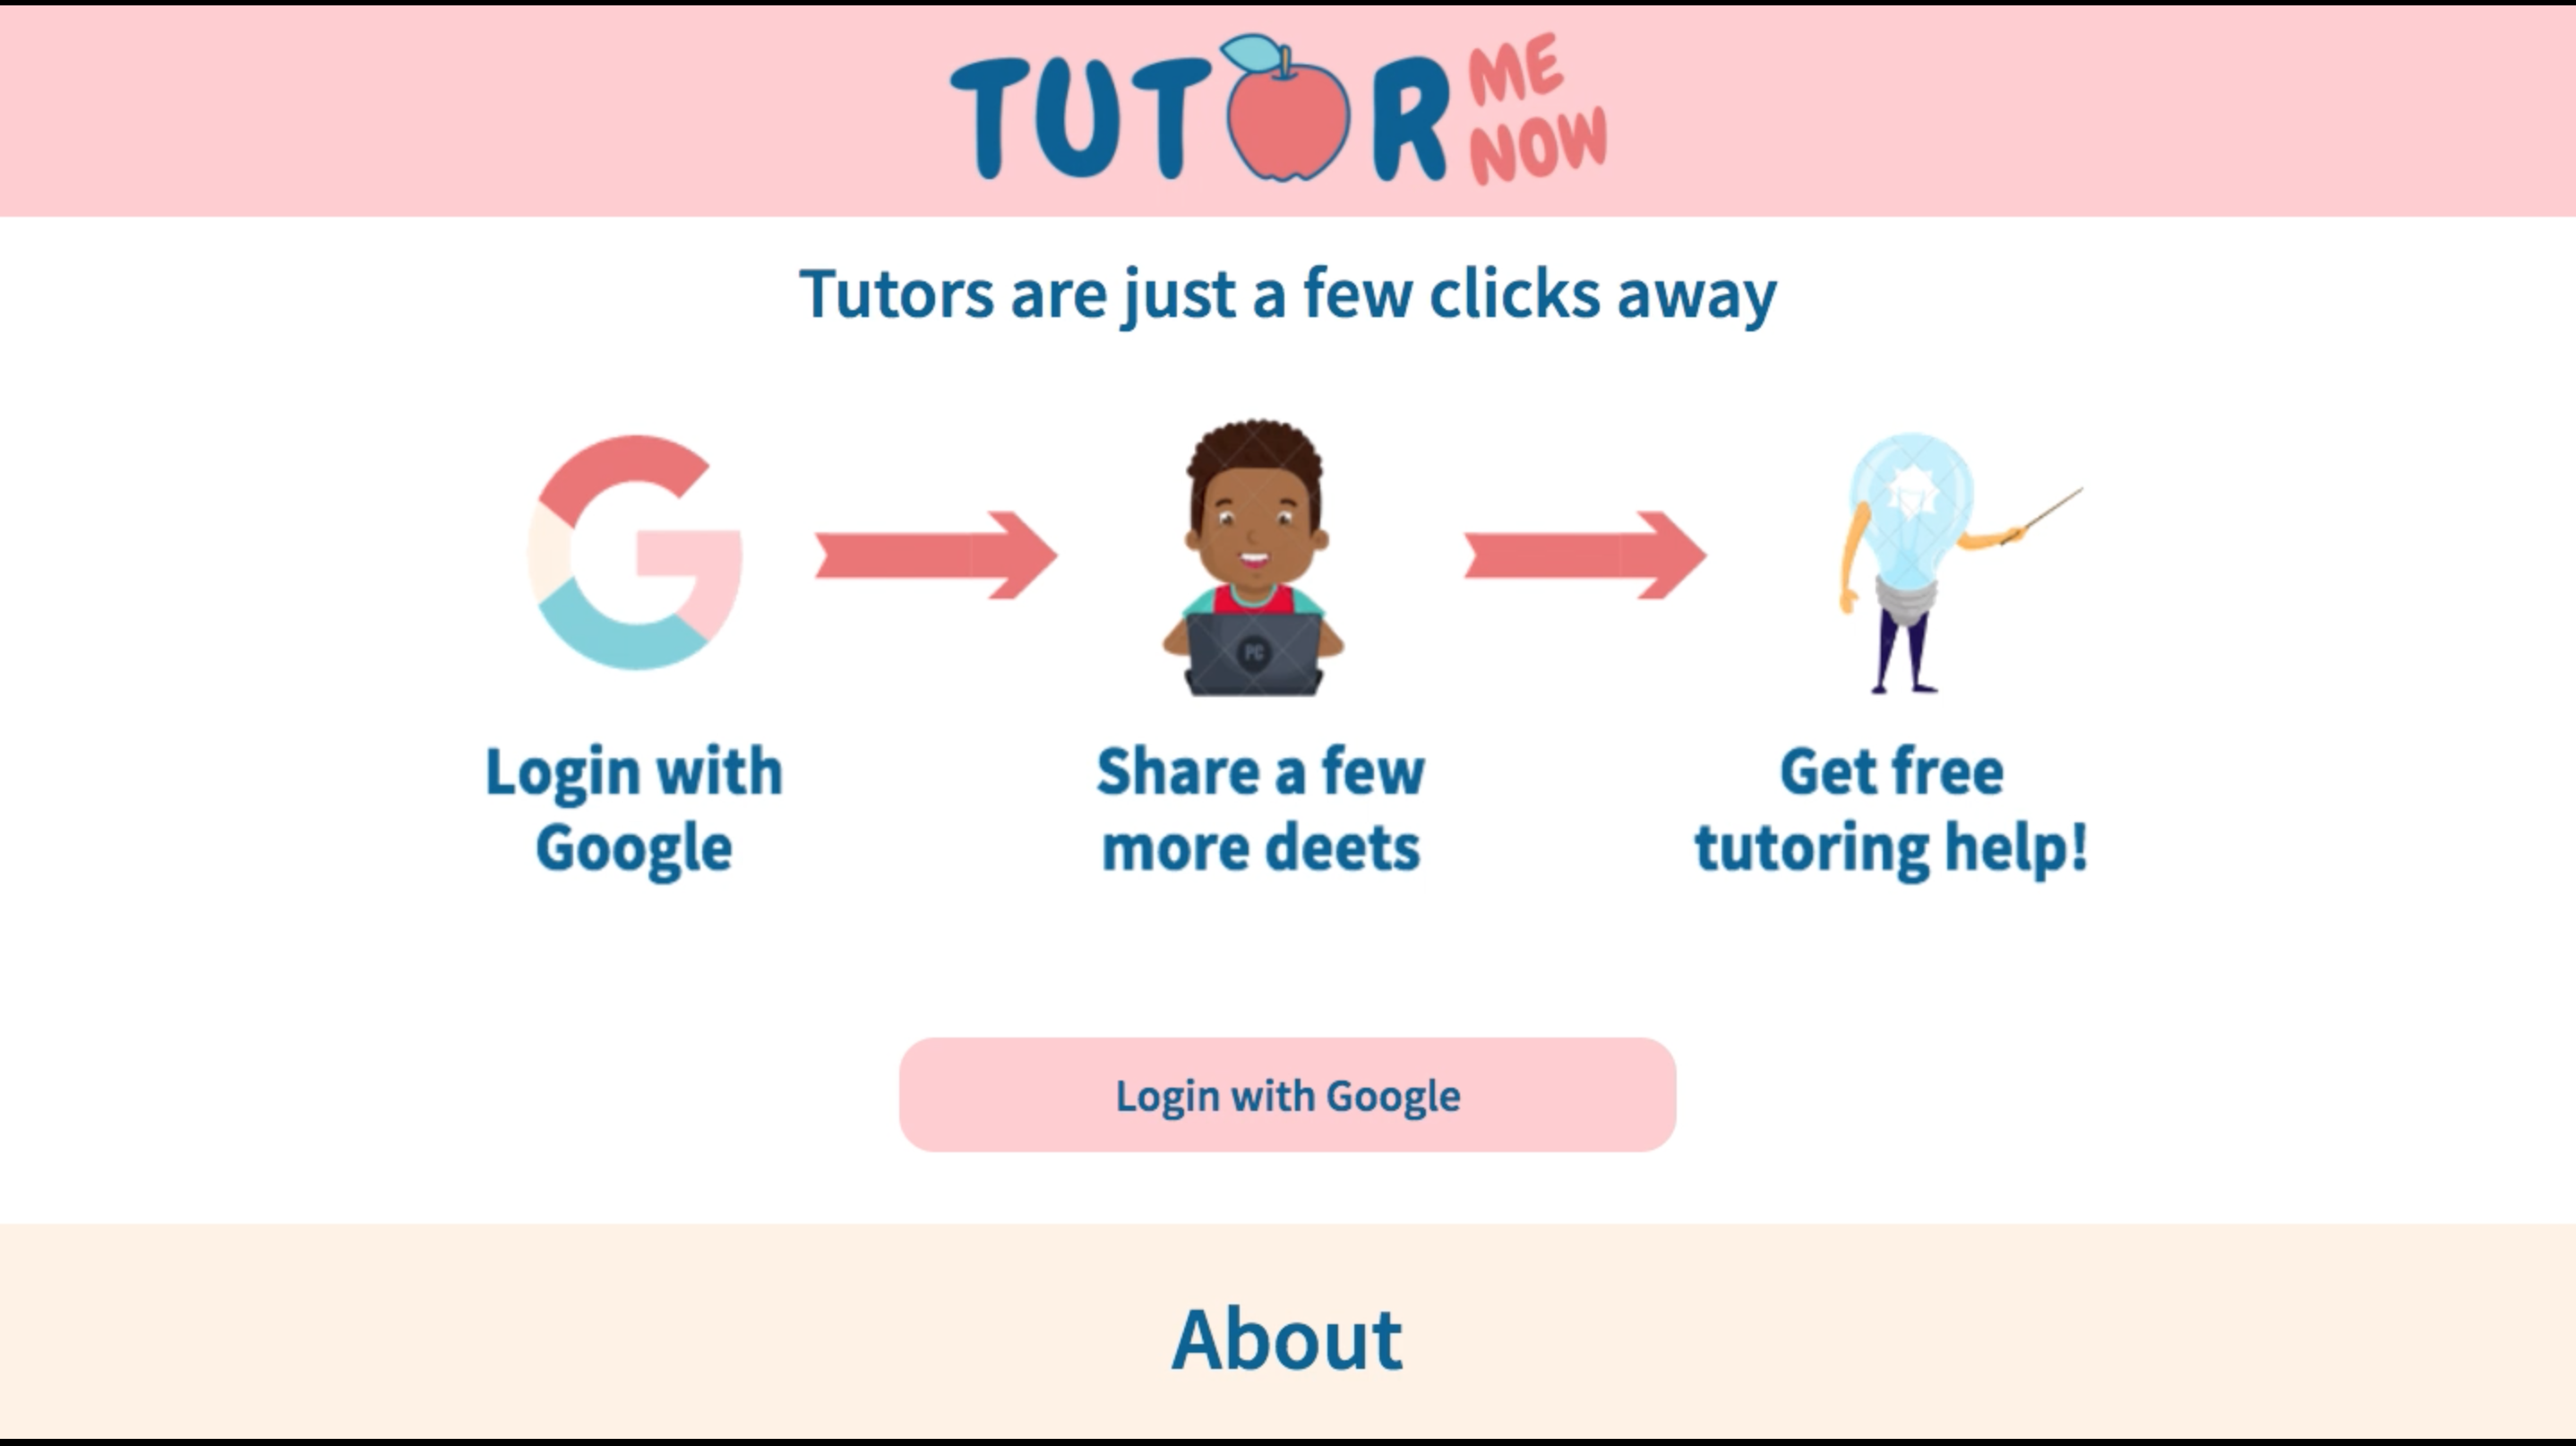 TUTOR ME NOW
Tutors are just a few clicks away
PC
Login with
Google
Share a few
more deets
Get free
tutoring help!
Login with Google
About